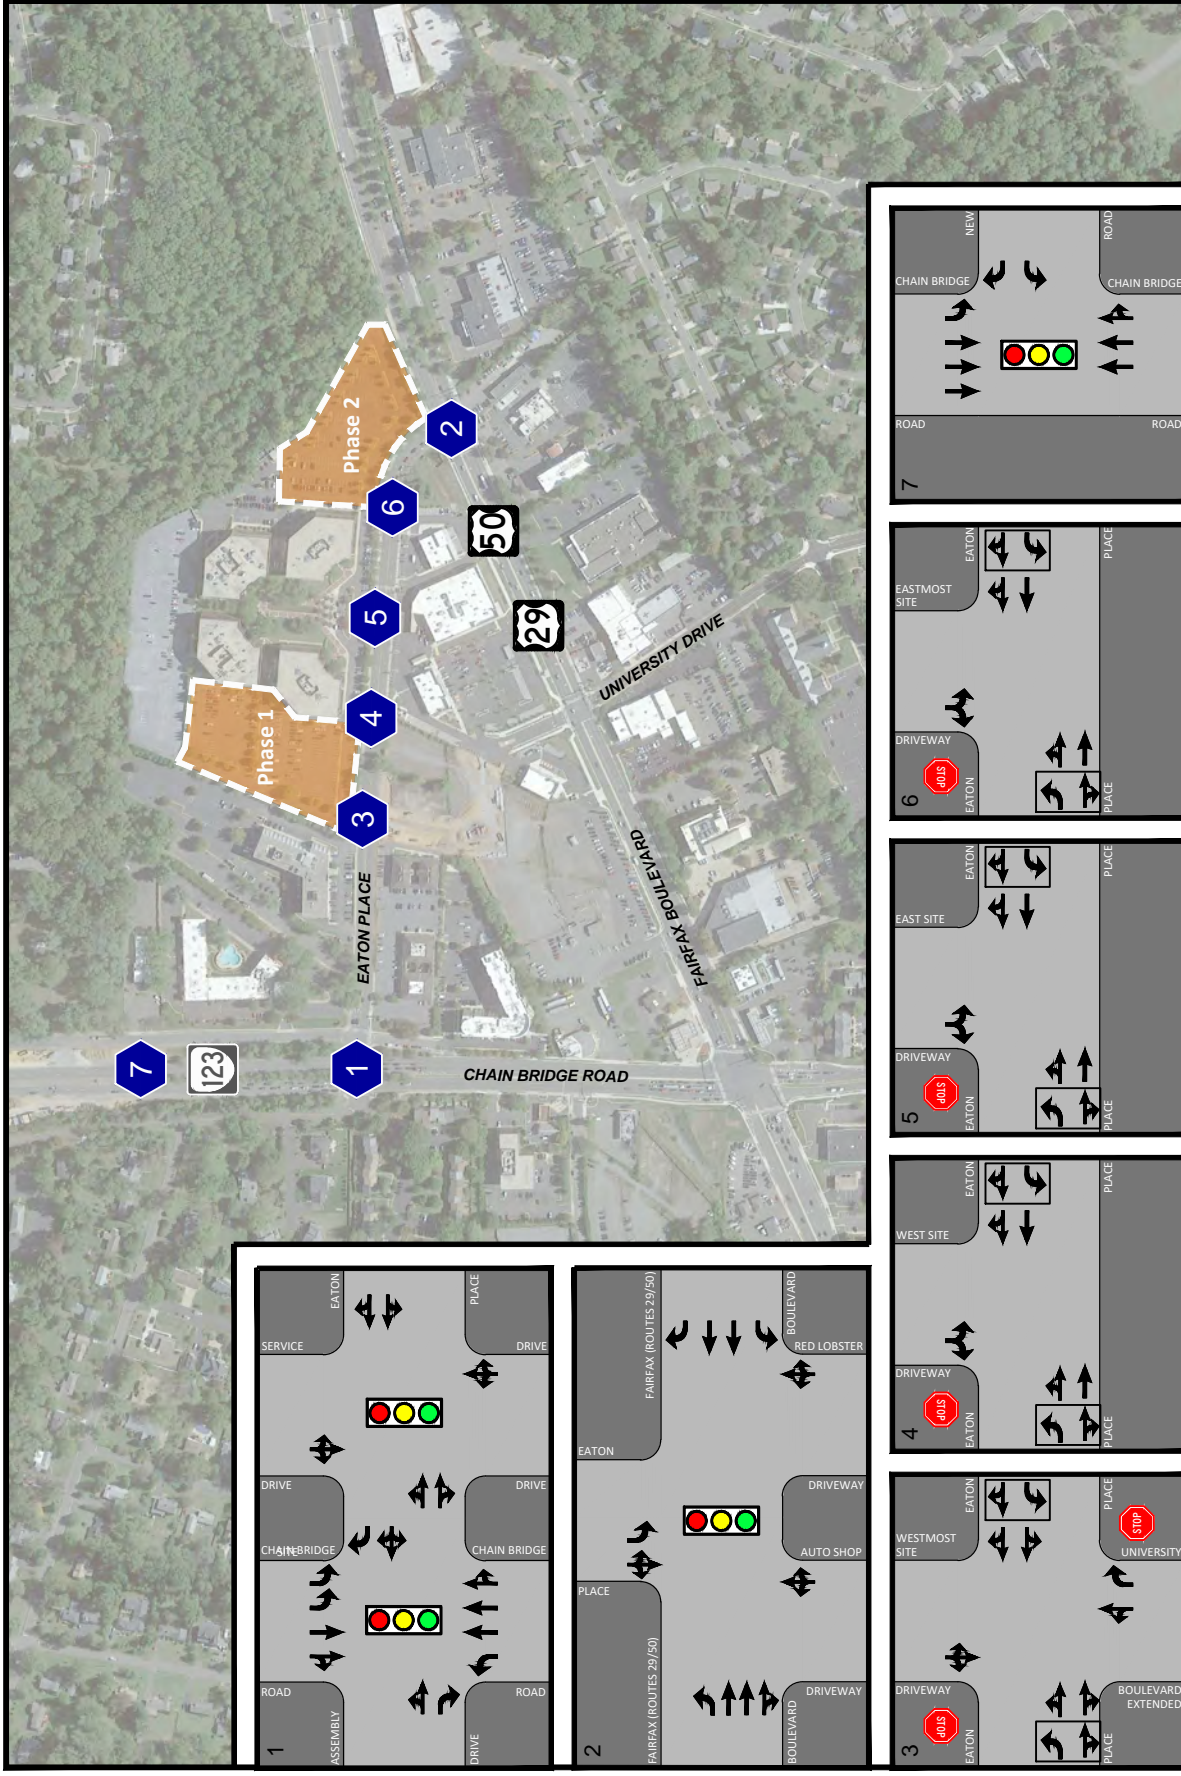 Phase 1
Phase 2
7
123
1
3
4
5
6
2
50
29
EATON PLACE
CHAIN BRIDGE ROAD
FAIRFAX BOULEVARD
UNIVERSITY DRIVE
1
ASSEMBLY
ROAD
CHAIN BRIDGE
SITE
DRIVE
SERVICE
EATON
PLACE
DRIVE
DRIVE
CHAIN BRIDGE
ROAD
DRIVE
2
FAIRFAX (ROUTES 29/50)
PLACE
EATON
FAIRFAX (ROUTES 29/50)
BOULEVARD
RED LOBSTER
DRIVEWAY
AUTO SHOP
DRIVEWAY
BOULEVARD
3
DRIVEWAY
STOP
EATON
WESTMOST
SITE
EATON
PLACE
STOP
UNIVERSITY
BOULEVARD
EXTENDED
PLACE
4
DRIVEWAY
STOP
EATON
WEST SITE
EATON
PLACE
PLACE
5
DRIVEWAY
STOP
EATON
EAST SITE
EATON
PLACE
PLACE
6
DRIVEWAY
STOP
EATON
EASTMOST
SITE
EATON
PLACE
PLACE
7
ROAD
CHAIN BRIDGE
NEW
ROAD
CHAIN BRIDGE
ROAD